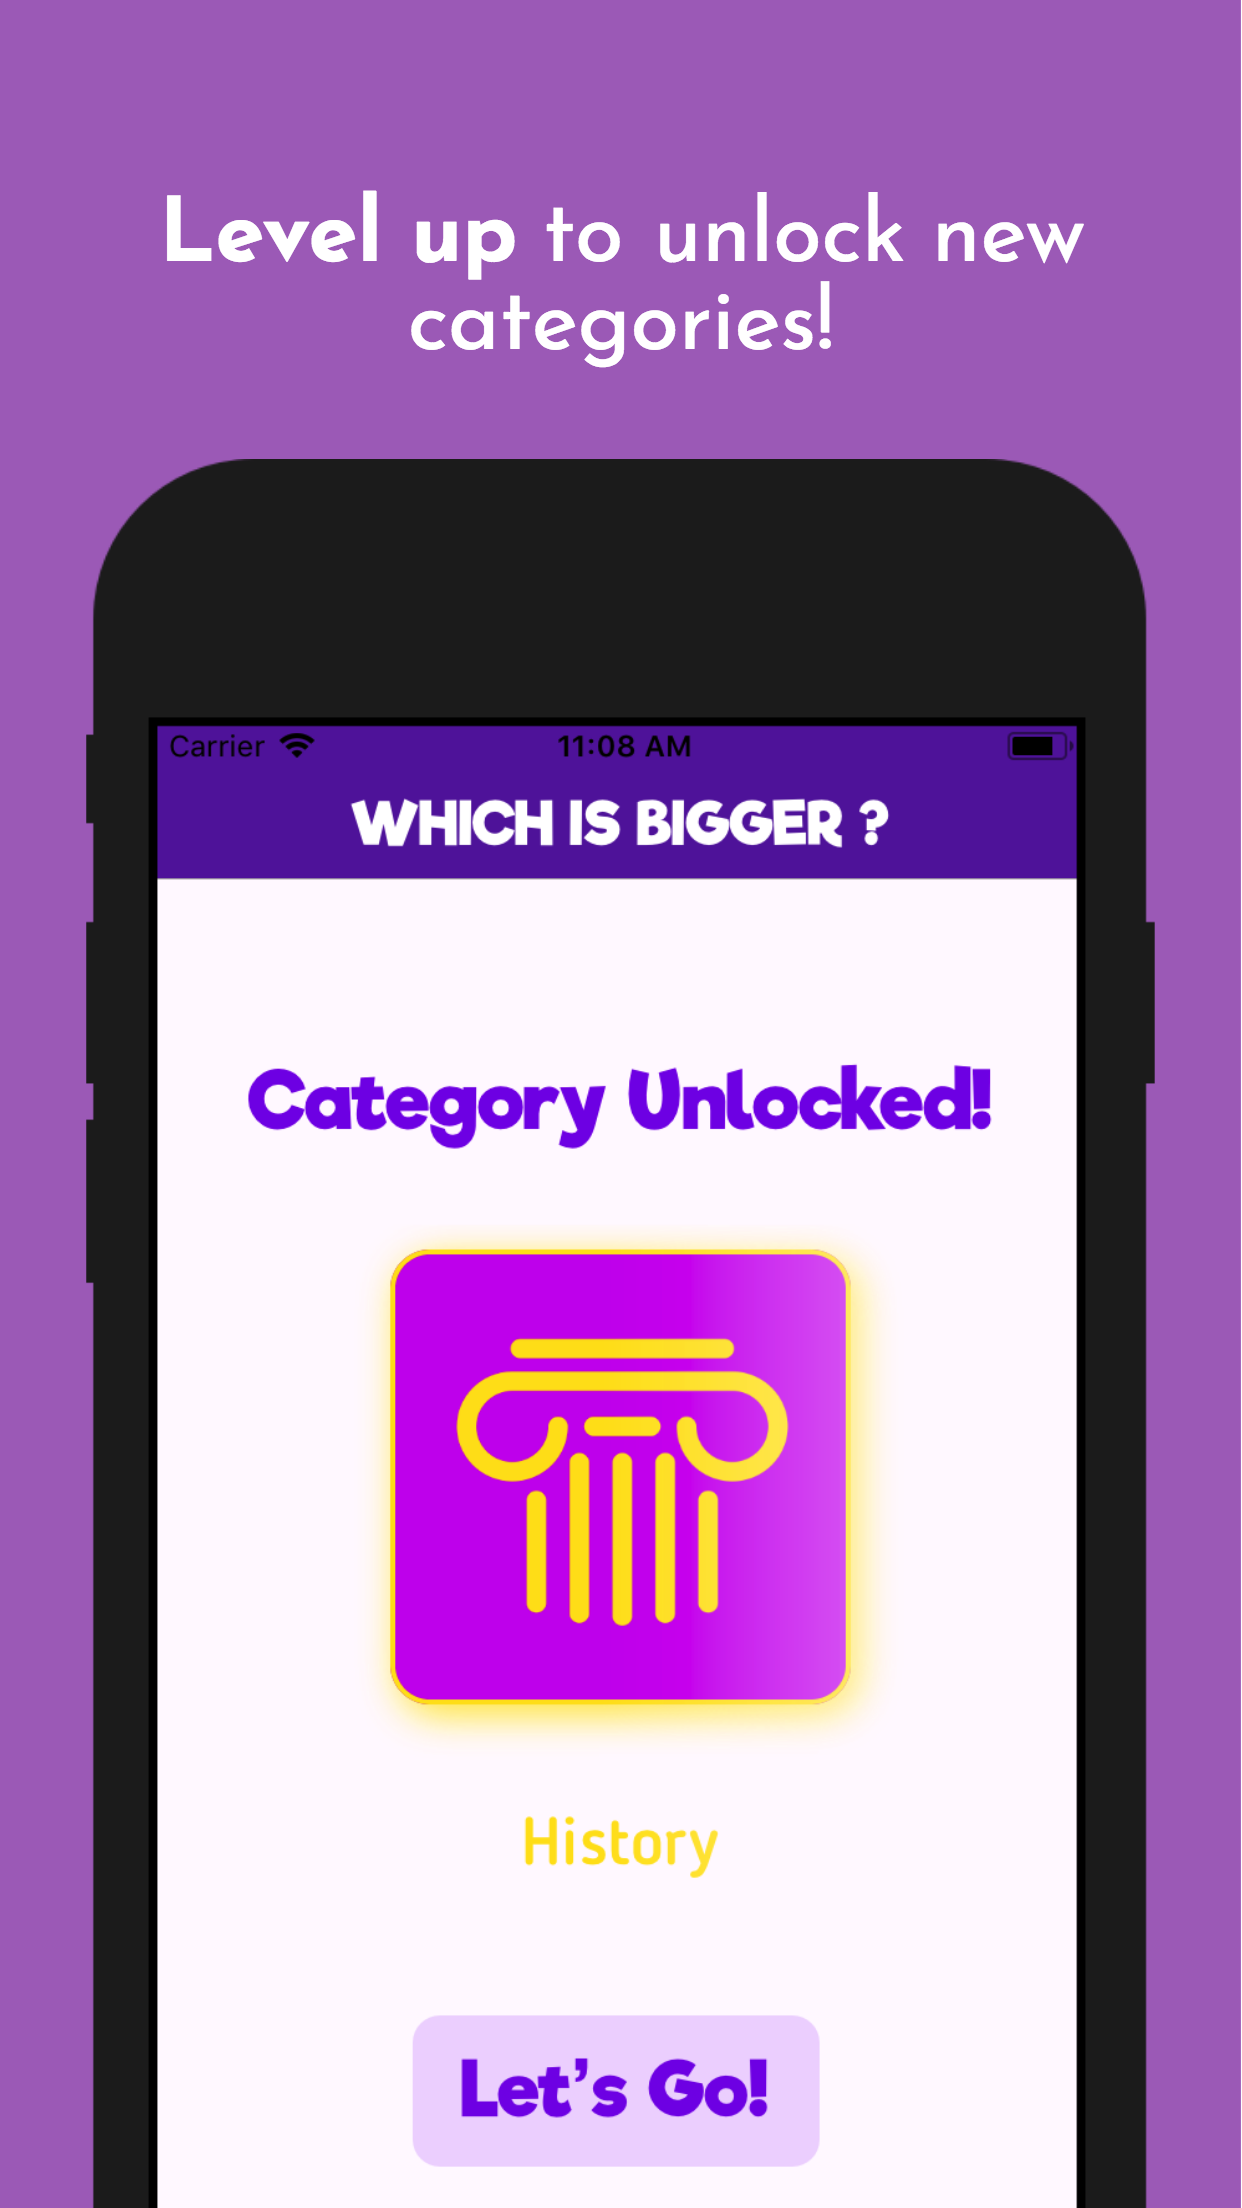 Level up to unlock new
categories!
Carrier 11:08 AM
WHICH IS BIGGER ?
Category Unlocked!
History
Let's Go!